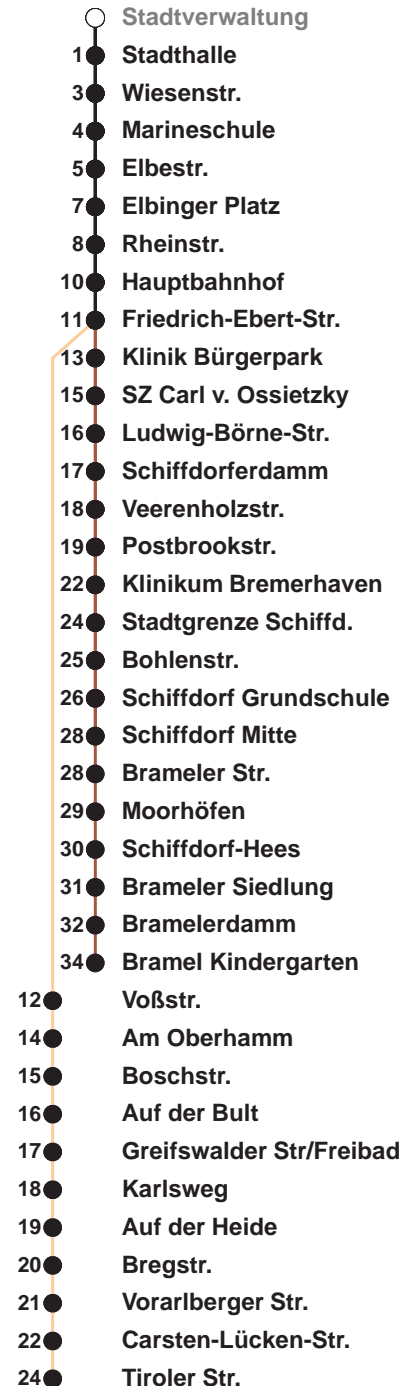 Stadtverwaltung
1 Stadthalle
3 Wiesenstr.
4 Marineschule
5 Elbestr.
7 Elbinger Platz
8 Rheinstr.
10 Hauptbahnhof
11 Friedrich-Ebert-Str.
13 Klinik Bürgerpark
15 SZ Carl v. Ossietzky
16 Ludwig-Börne-Str.
17 Schiffdorferdamm
18 Veerenholzstr.
19 Postbrookstr.
22 Klinikum Bremerhaven
24 Stadtgrenze Schiffd.
25 Bohlenstr.
26 Schiffdorf Grundschule
28 Schiffdorf Mitte
28 Brameler Str.
29 Moorhöfen
30 Schiffdorf-Hees
31 Brameler Siedlung
32 Bramelerdamm
34 Bramel Kindergarten
12 Voßstr.
14 Am Oberhamm
15 Boschstr.
16 Auf der Bult
17 Greifswalder Str/Freibad
18 Karlsweg
19 Auf der Heide
20 Bregstr.
21 Vorarlberger Str.
22 Carsten-Lücken-Str.
24 Tiroler Str.